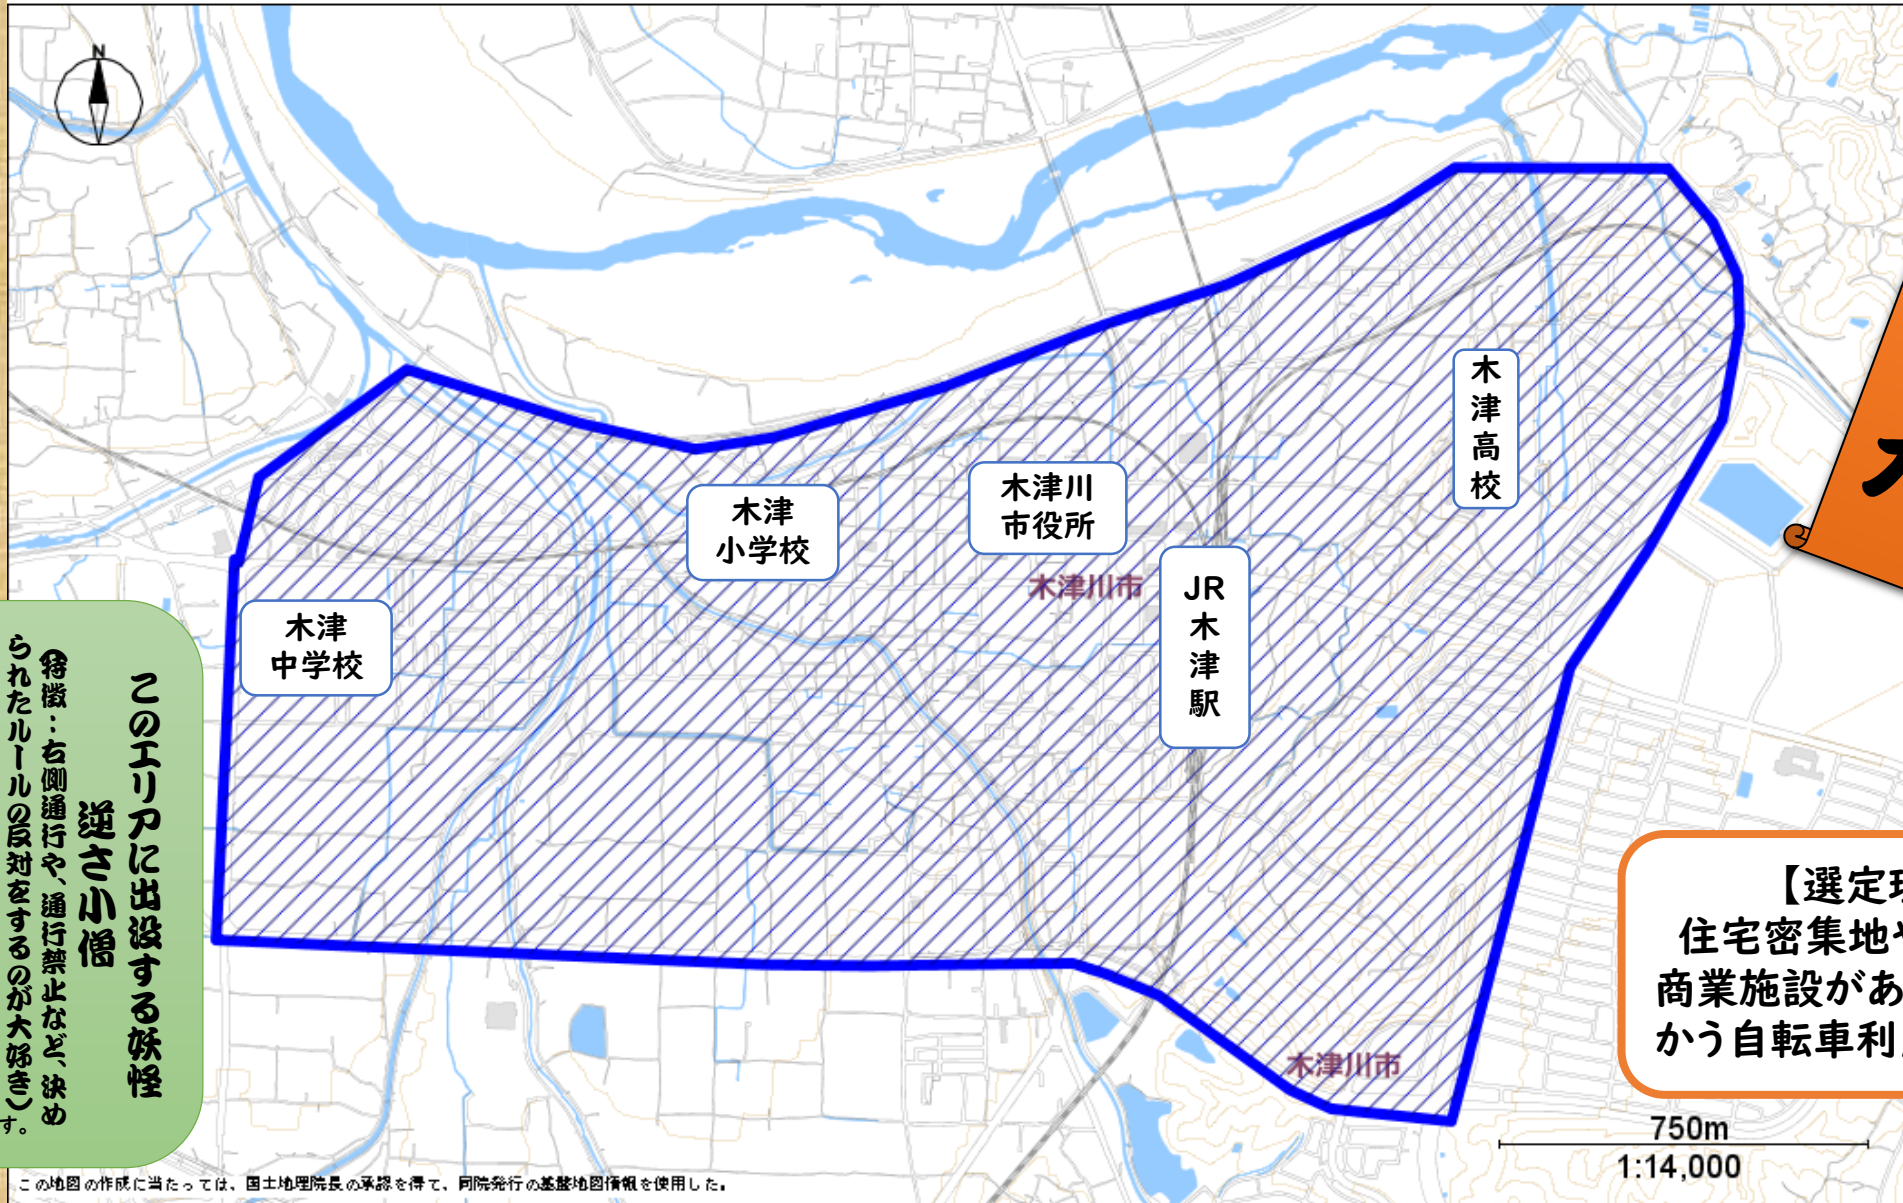 N
木津高校
木津
小学校
木津川
市役所
木津川市
JR木津駅
木津
中学校
このエリアに出没する妖怪
逆さ小僧
(特徴：右側通行や、通行禁止など、決め
られたルールの反対をするのが大好き)
す。
木
【選定
住宅密集地
商業施設があ
かう自転車利
木津川市
750m
1:14,000
この地図の作成に当たっては、国土地理院長の承認を得て、同院発行の基盤地図情報を使用した。